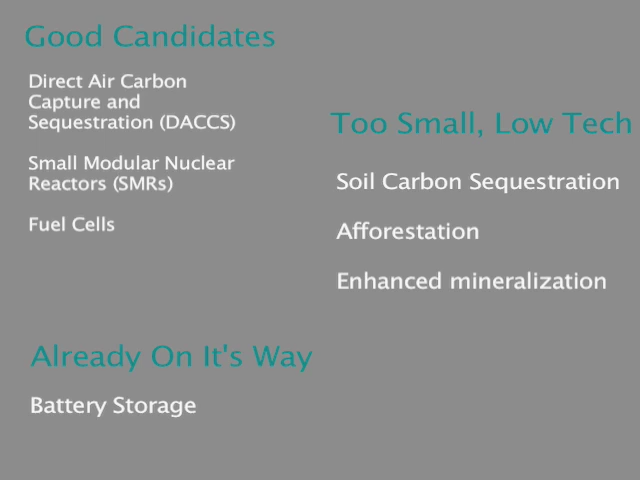 Good Candidates
Direct Air Carbon
Capture and
Sequestration (DACCS)
Small Modular Nuclear
Reactors (SMRs)
Fuel Cells
Too Small, Low Tech
Soil Carbon Sequestration
Afforestation
Enhanced mineralization
Already On It's Way
Battery Storage